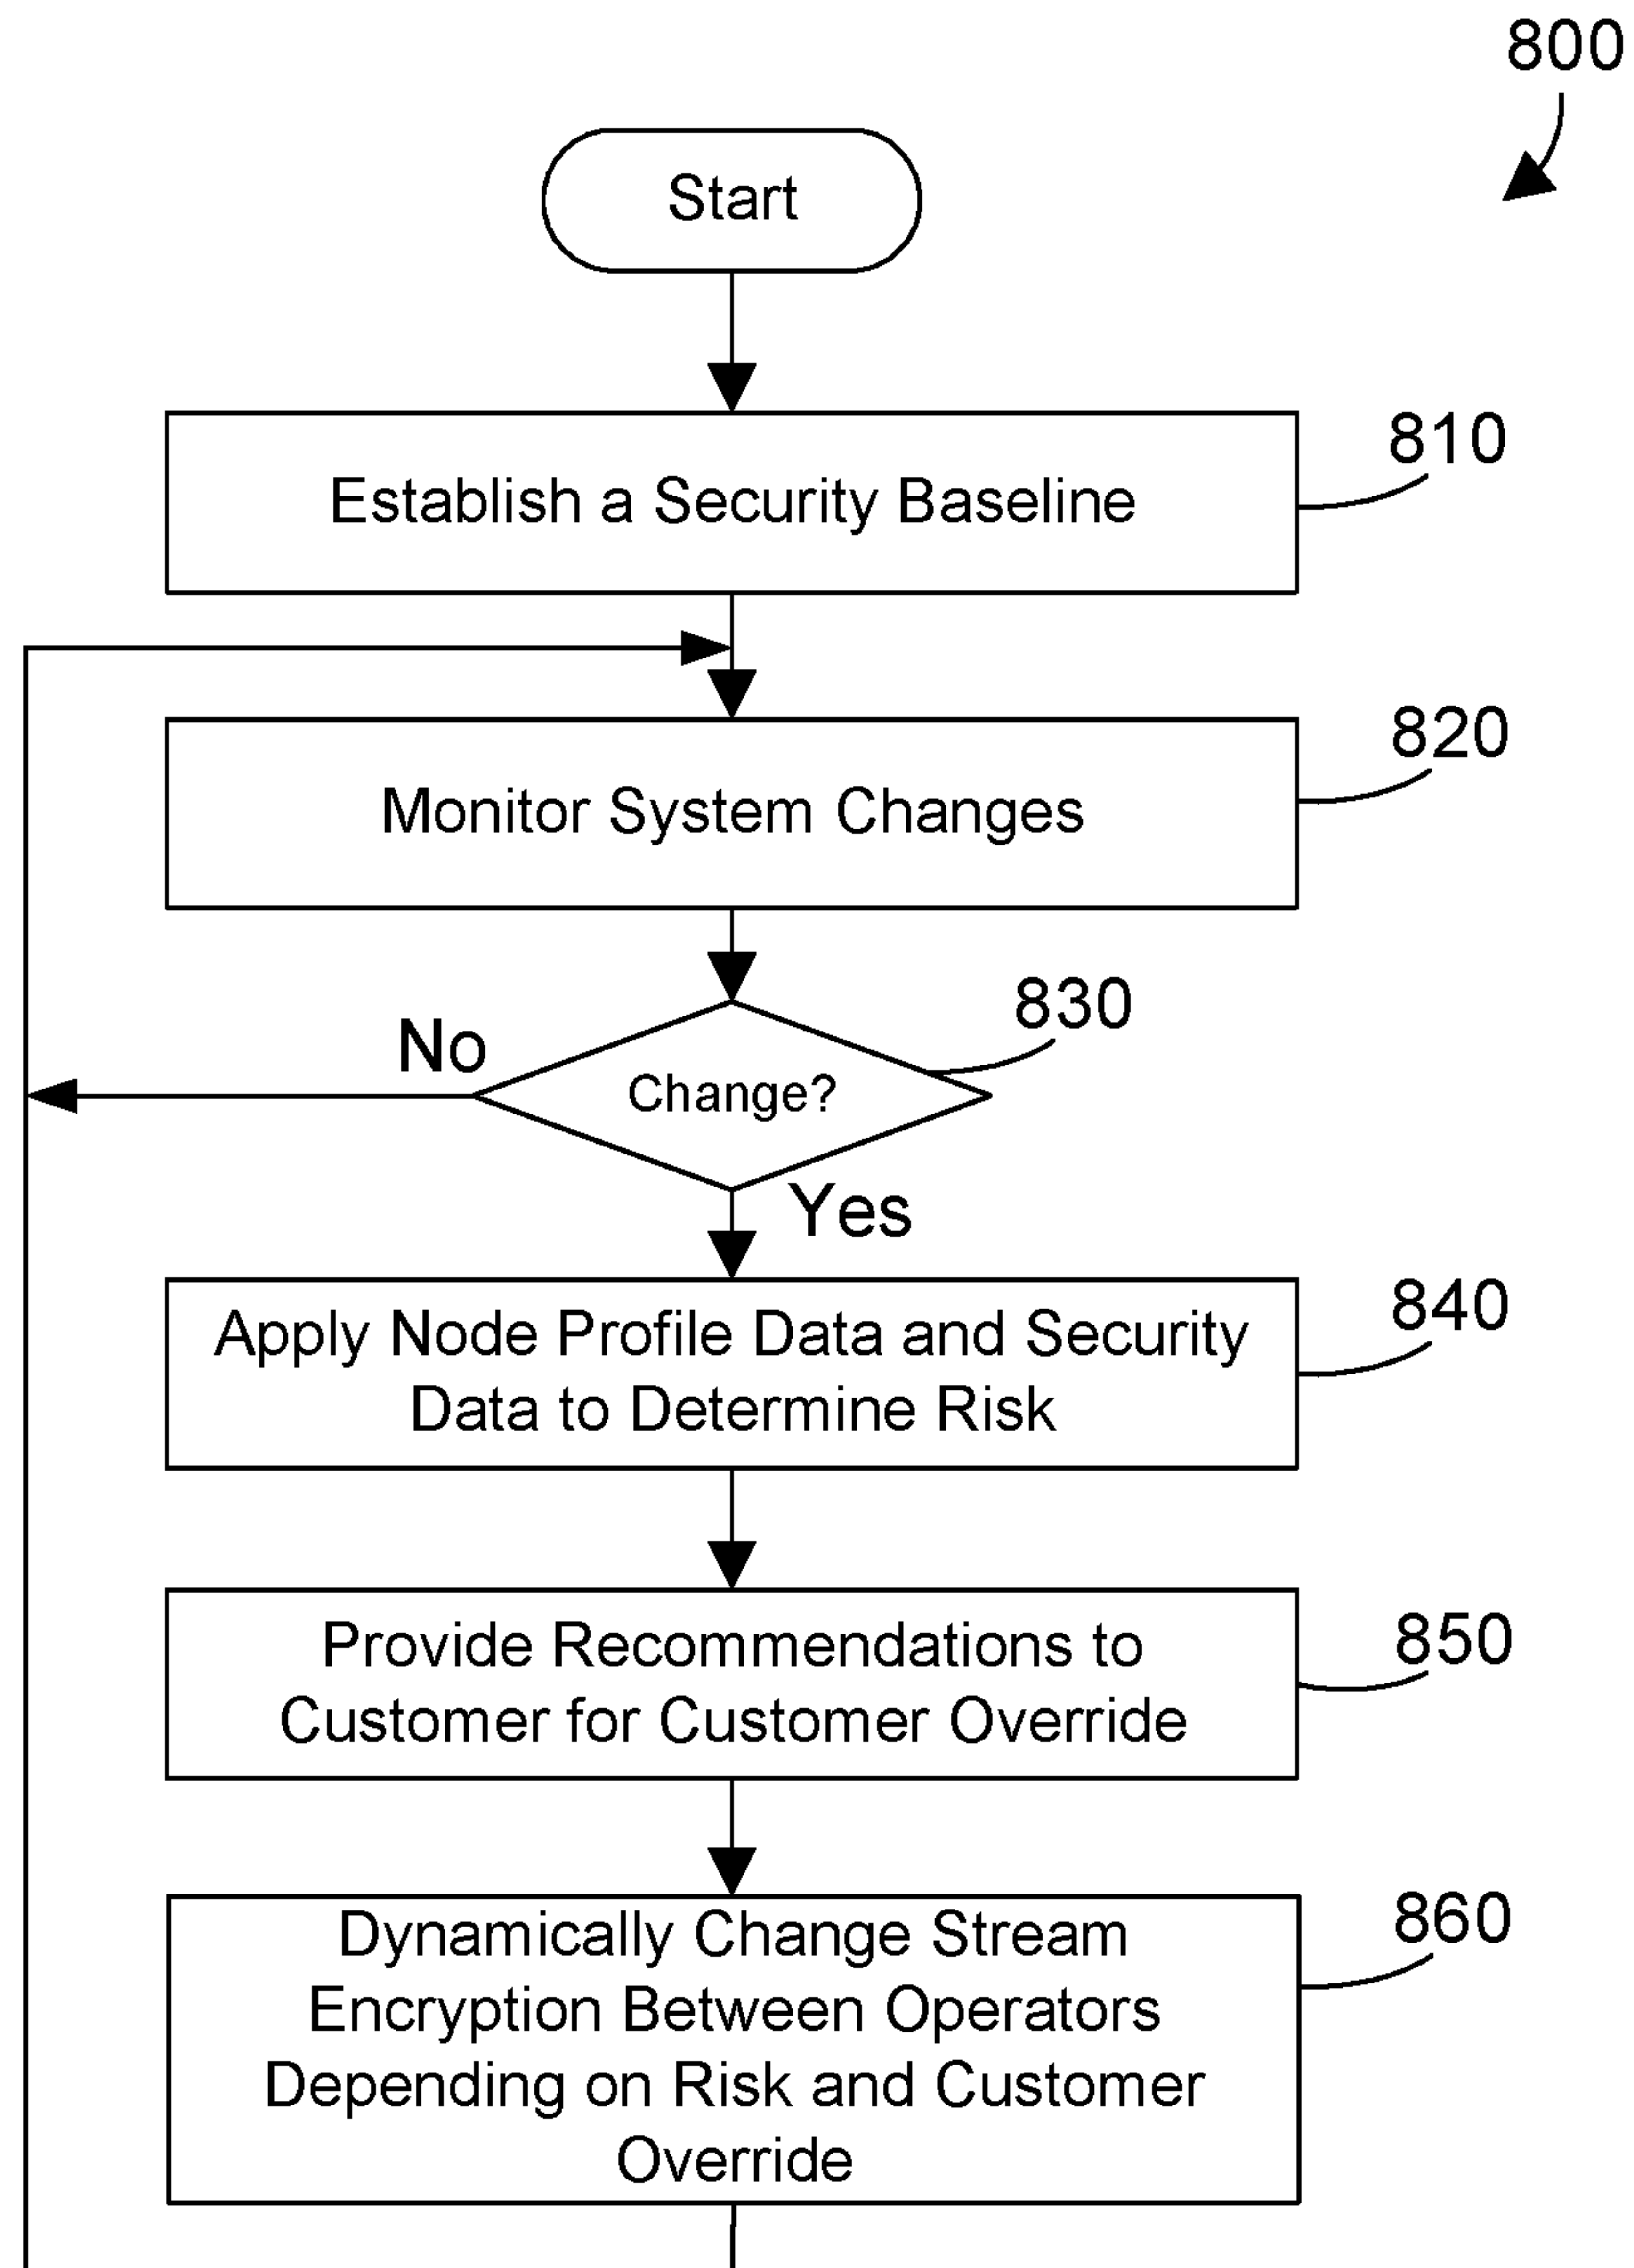 800
Start
810
Establish a Security Baseline
820
Monitor System Changes
830
No
Change?
Yes
840
Apply Node Profile Data and Security
Data to Determine Risk
850
Provide Recommendations to
Customer for Customer Override
860
Dynamically Change Stream
Encryption Between Operators
Depending on Risk and Customer
Override